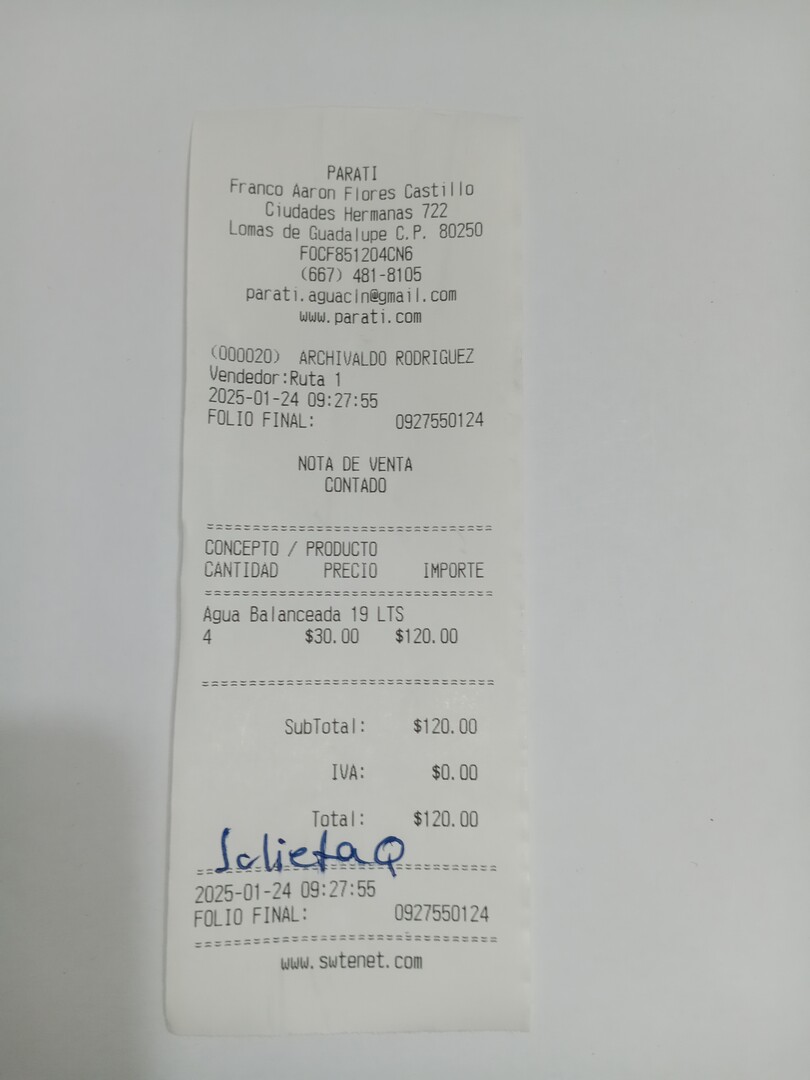 PARATI
Franco Aaron Flores Castillo
Ciudades Hermanas 722
Lomas de Guadalupe C.P. 80250
FOCF851204CN6
(667) 481-8105
parati.aguacln@gmail.com
www.parati.com
(000020) ARCHIVALDO RODRIGUEZ
Vendedor:Ruta 1
2025-01-24 09:27:55
FOLIO FINAL: 0927550124
NOTA DE VENTA
CONTADO
===============================
CONCEPTO / PRODUCTO
CANTIDAD PRECIO IMPORTE
===============================
Agua Balanceada 19 LTS
4 $30.00 $120.00
===============================
SubTotal: $120.00
IVA: $0.00
Total: $120.00
===============================
2025-01-24 09:27:55
FOLIO FINAL: 0927550124
===============================
www.swtenet.com